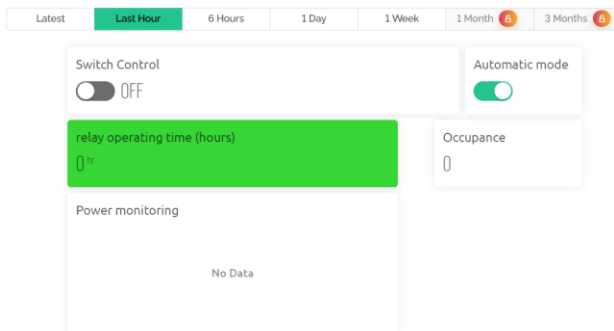 Latest Last Hour 6 Hours 1 Day 1 Week 1 Month 3 Months
Switch Control Automatic mode
OFF
relay operating time (hours) Occupance
0 hr 0
Power monitoring
No Data